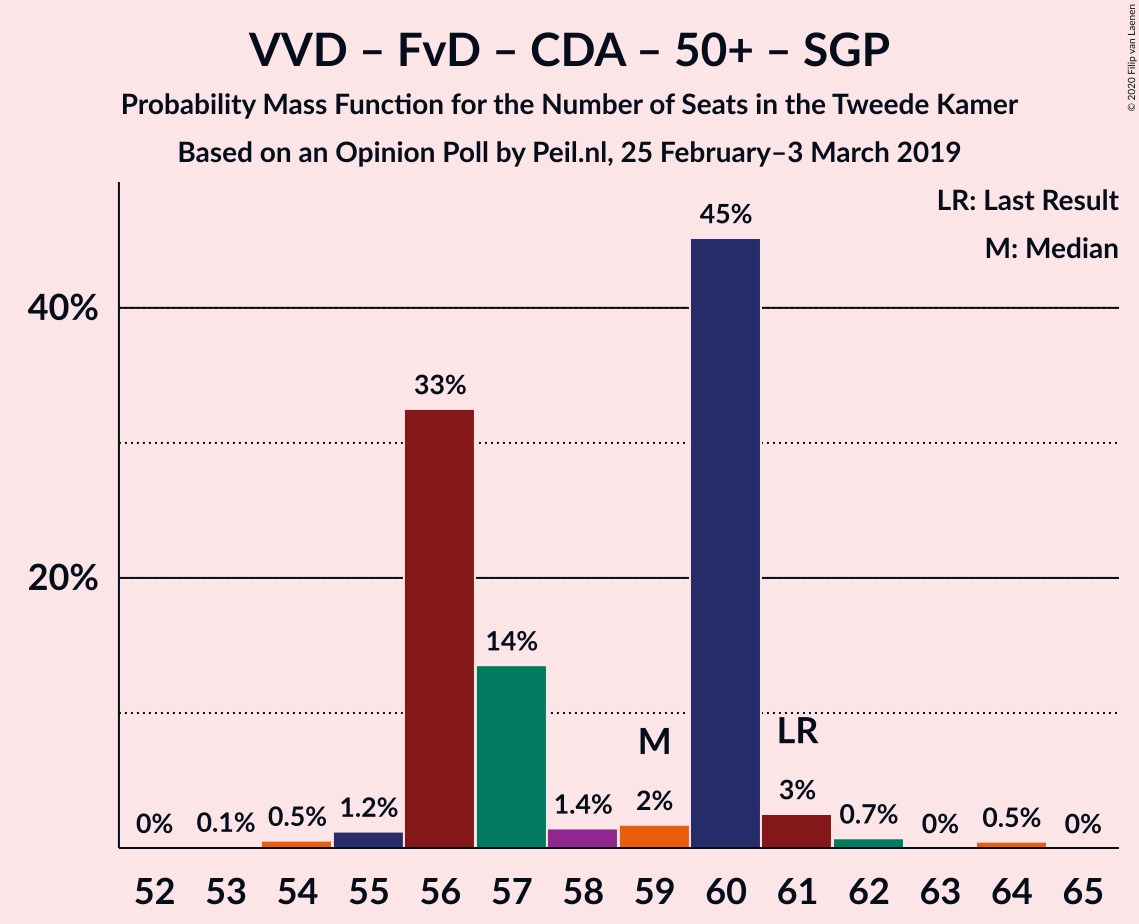 VVD – FvD – CDA – 50+ – SGP
Probability Mass Function for the Number of Seats in the Tweede Kamer
Based on an Opinion Poll by Peil.nl, 25 February–3 March 2019
© 2020 Filip van Laenen
LR: Last Result
M: Median
45%
40%
33%
20%
14%
M
LR
0%
0.1%
0.5%
1.2%
1.4%
2%
3%
0.7%
0%
0.5%
0%
52 53 54 55 56 57 58 59 60 61 62 63 64 65